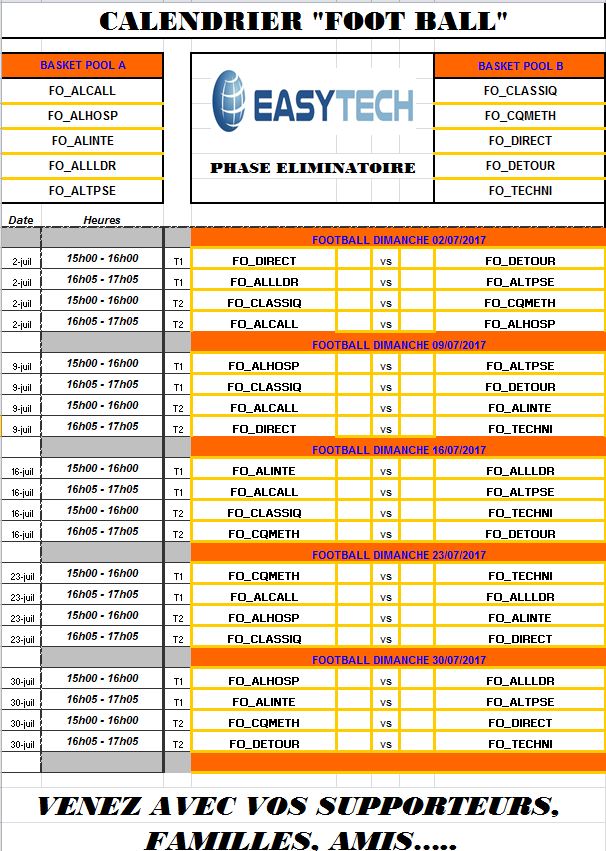 CALENDRIER "FOOT BALL"
BASKET POOL A BASKET POOL B
FO_ALCALL FO_CLASSIQ
FO_ALHOSP EASYTECH FO_CQMETH
FO_ALINTE FO_DIRECT
FO_ALLLDR PHASE ELIMINATOIRE FO_DETOUR
FO_ALTPSE FO_TECHNI
Date Heures
FOOTBALL DIMANCHE 02/07/2017
2-juil 15h00 - 16h00 T1 FO_DIRECT vs FO_DETOUR
2-juil 16h05 - 17h05 T1 FO_ALLLDR vs FO_ALTPSE
2-juil 15h00 - 16h00 T2 FO_CLASSIQ vs FO_CQMETH
2-juil 16h05 - 17h05 T2 FO_ALCALL vs FO_ALHOSP
FOOTBALL DIMANCHE 09/07/2017
9-juil 15h00 - 16h00 T1 FO_ALHOSP vs FO_ALTPSE
9-juil 16h05 - 17h05 T1 FO_CLASSIQ vs FO_DETOUR
9-juil 15h00 - 16h00 T2 FO_ALCALL vs FO_ALINTE
9-juil 16h05 - 17h05 T2 FO_DIRECT vs FO_TECHNI
FOOTBALL DIMANCHE 16/07/2017
16-juil 15h00 - 16h00 T1 FO_ALINTE vs FO_ALLLDR
16-juil 16h05 - 17h05 T1 FO_ALCALL vs FO_ALTPSE
16-juil 15h00 - 16h00 T2 FO_CLASSIQ vs FO_TECHNI
16-juil 16h05 - 17h05 T2 FO_CQMETH vs FO_DETOUR
FOOTBALL DIMANCHE 23/07/2017
23-juil 15h00 - 16h00 T1 FO_CQMETH vs FO_TECHNI
23-juil 16h05 - 17h05 T1 FO_ALCALL vs FO_ALLLDR
23-juil 15h00 - 16h00 T2 FO_ALHOSP vs FO_ALINTE
23-juil 16h05 - 17h05 T2 FO_CLASSIQ vs FO_DIRECT
FOOTBALL DIMANCHE 30/07/2017
30-juil 15h00 - 16h00 T1 FO_ALHOSP vs FO_ALLLDR
30-juil 16h05 - 17h05 T1 FO_ALINTE vs FO_ALTPSE
30-juil 15h00 - 16h00 T2 FO_CQMETH vs FO_DIRECT
30-juil 16h05 - 17h05 T2 FO_DETOUR vs FO_TECHNI
VENEZ AVEC VOS SUPPORTEURS,
FAMILLES, AMIS.....